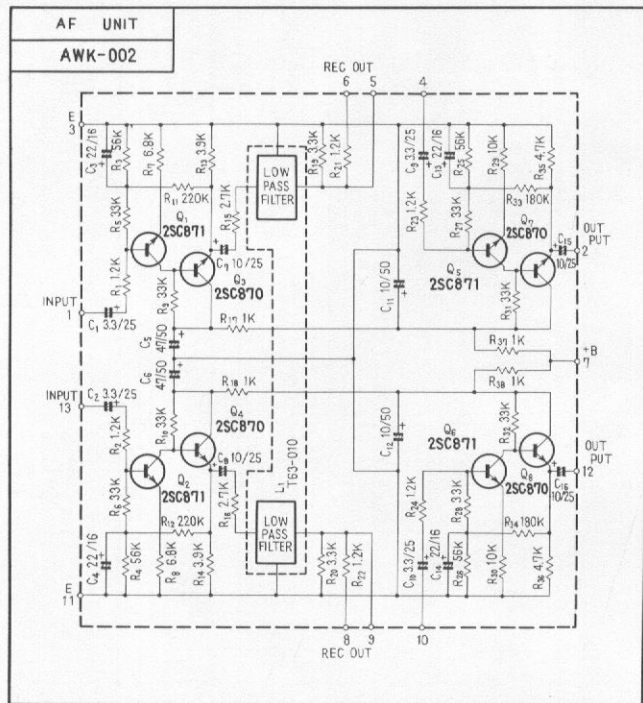 AF UNIT
AWK-002
REC OUT
6 5 4
E
3
C3 22/16
R3 56K
R7 6.8K
R13 3.9K
R19 3.3K
R21 1.2K
C9 3.3/25
C13 22/16
R25 56K
R29 10K
R35 4.7K
LOW
PASS
FILTER
R11 220K
R15 2.7K
R33 180K
R5 33K
R23 1.2K
R27 33K
Q1
2SC871
Q7
2SC870
C15
10/25
OUT
PUT
2
C7 10/25
Q3
2SC870
Q5
2SC871
R1 1.2K
R9 33K
C11 10/50
R31 33K
INPUT
1
C1 3.3/25
R17 1K
C5
47/50
R37 1K
+B
7
C6
47/50
R38 1K
INPUT
13
C2 3.3/25
R18 1K
R2 1.2K
R10 33K
Q4
2SC870
C12 10/50
Q6
2SC871
R32 33K
C8 10/25
L1
T63-010
Q8
2SC870
OUT
PUT
12
C16
10/25
Q2
2SC871
R6 33K
R16 2.7K
R24 1.2K
R28 3.3K
R12 220K
R34 180K
LOW
PASS
FILTER
C4 22/16
R4 56K
R8 6.8K
R14 3.9K
R20 3.3K
R22 1.2K
C10 3.3/25
C14 22/16
R26 56K
R30 10K
R36 4.7K
E
11
8 9 10
REC OUT